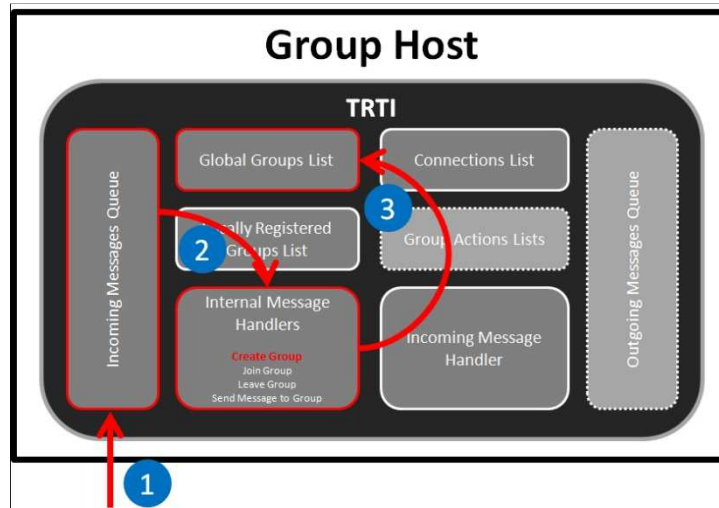 Group Host
TRTI
Incoming Messages Queue
Global Groups List
Connections List
3
2
Groups List
Group Actions Lists
Internal Message
Handlers
Create Group
Join Group
Leave Group
Send Message to Group
Incoming Message
Handler
Outgoing Messages Queue
1